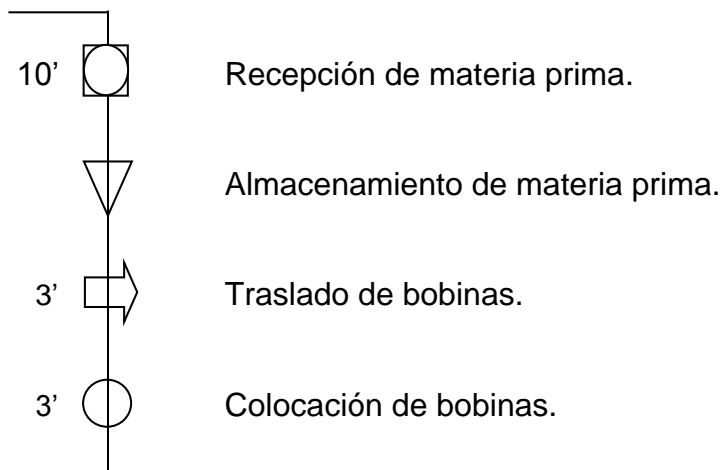 10’ Recepción de materia prima.
Almacenamiento de materia prima.
3’ Traslado de bobinas.
3’ Colocación de bobinas.